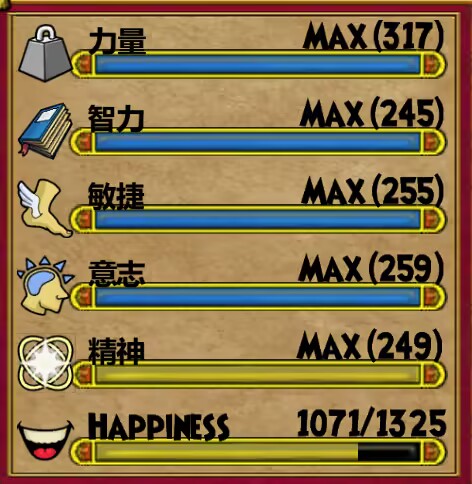 力量 MAX (317)
智力 MAX (245)
敏捷 MAX (255)
意志 MAX (259)
精神 MAX (249)
HAPPINESS 1071/1325